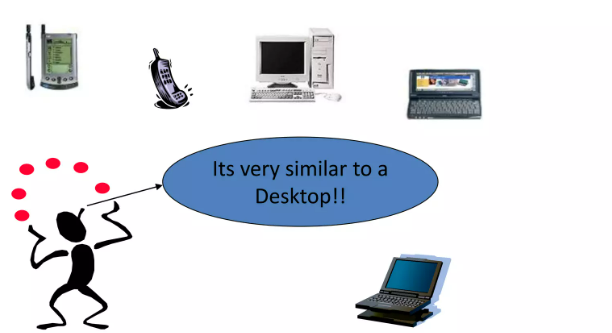 Its very similar to a
Desktop!!